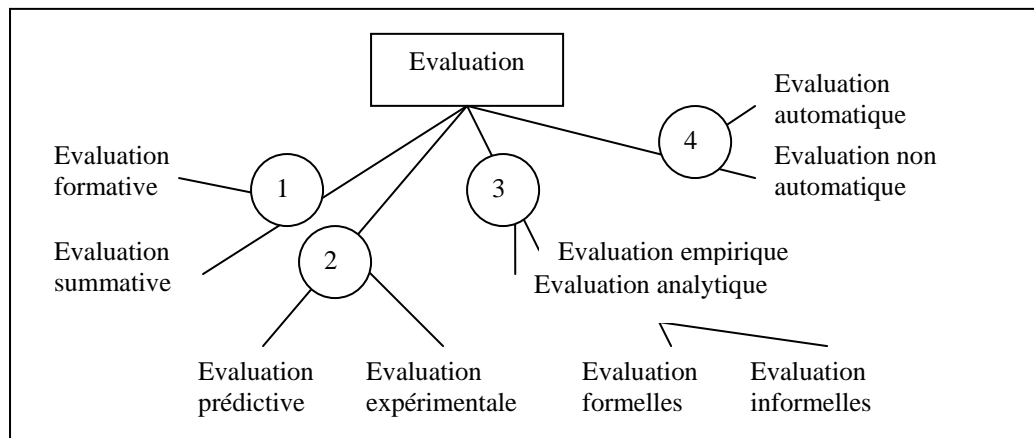 Evaluation
Evaluation
automatique
Evaluation non
automatique
4
Evaluation
formative
1
3
Evaluation
summative
2
Evaluation empirique
Evaluation analytique
Evaluation
prédictive
Evaluation
expérimentale
Evaluation
formelles
Evaluation
informelles